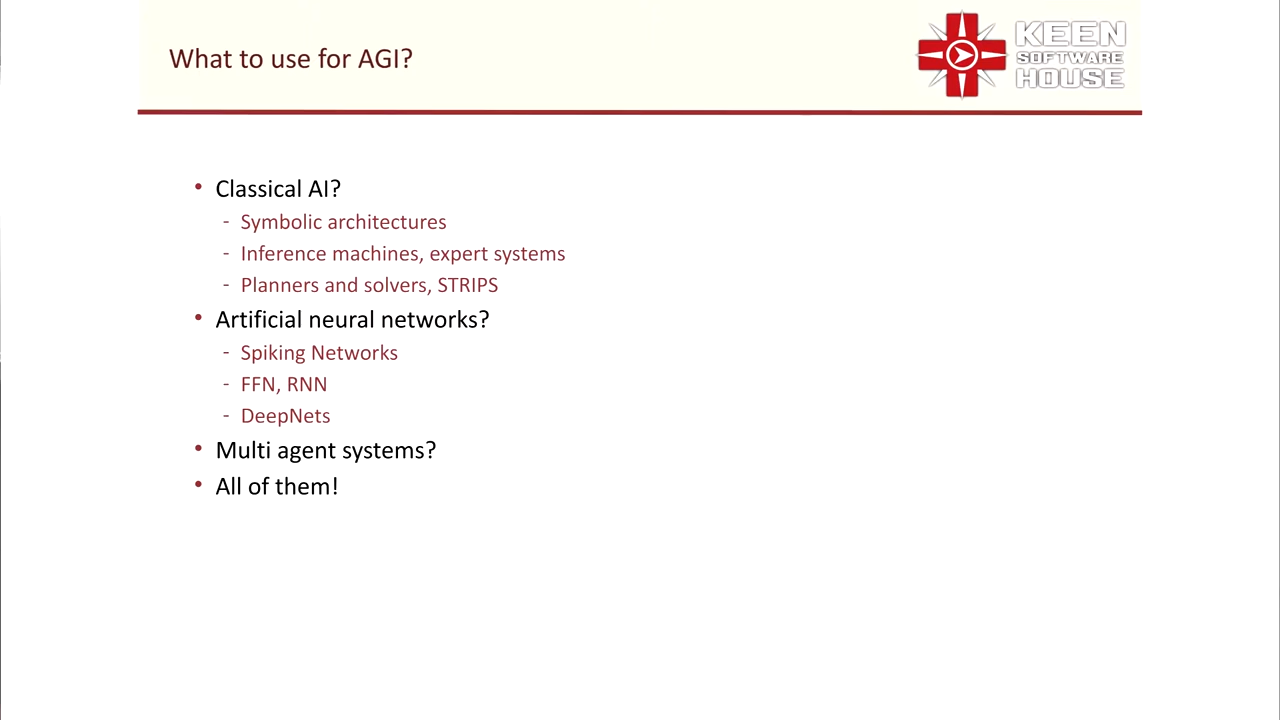 What to use for AGI?
KEEN
SOFTWARE
HOUSE
• Classical AI?
- Symbolic architectures
- Inference machines, expert systems
- Planners and solvers, STRIPS
• Artificial neural networks?
- Spiking Networks
- FFN, RNN
- DeepNets
• Multi agent systems?
• All of them!